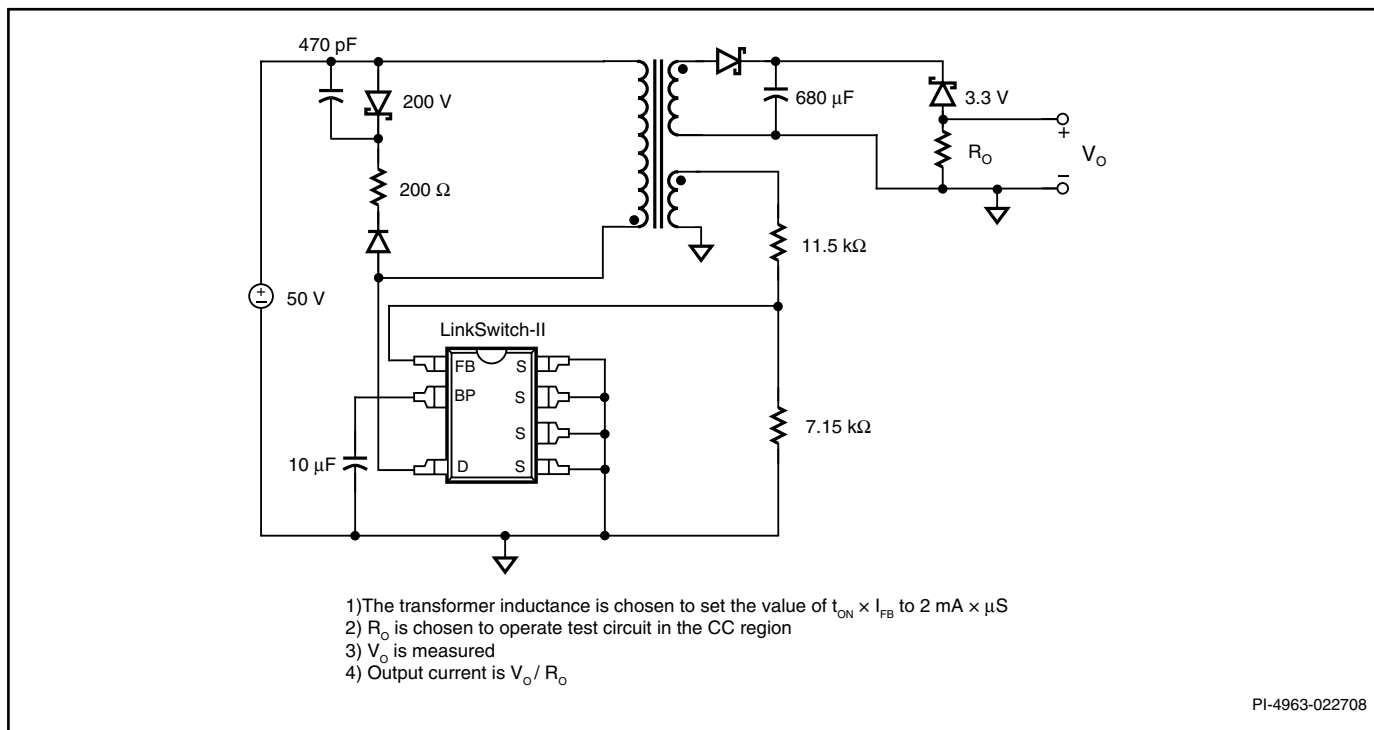 470 pF
200 V
680 µF
3.3 V
+
R_O
V_O
−
200 Ω
11.5 kΩ
+
−
50 V
LinkSwitch-II
FB
S
BP
S
S
7.15 kΩ
10 µF
D
S
1)The transformer inductance is chosen to set the value of t_ON × I_FB to 2 mA × µS
2) R_O is chosen to operate test circuit in the CC region
3) V_O is measured
4) Output current is V_O / R_O
PI-4963-022708